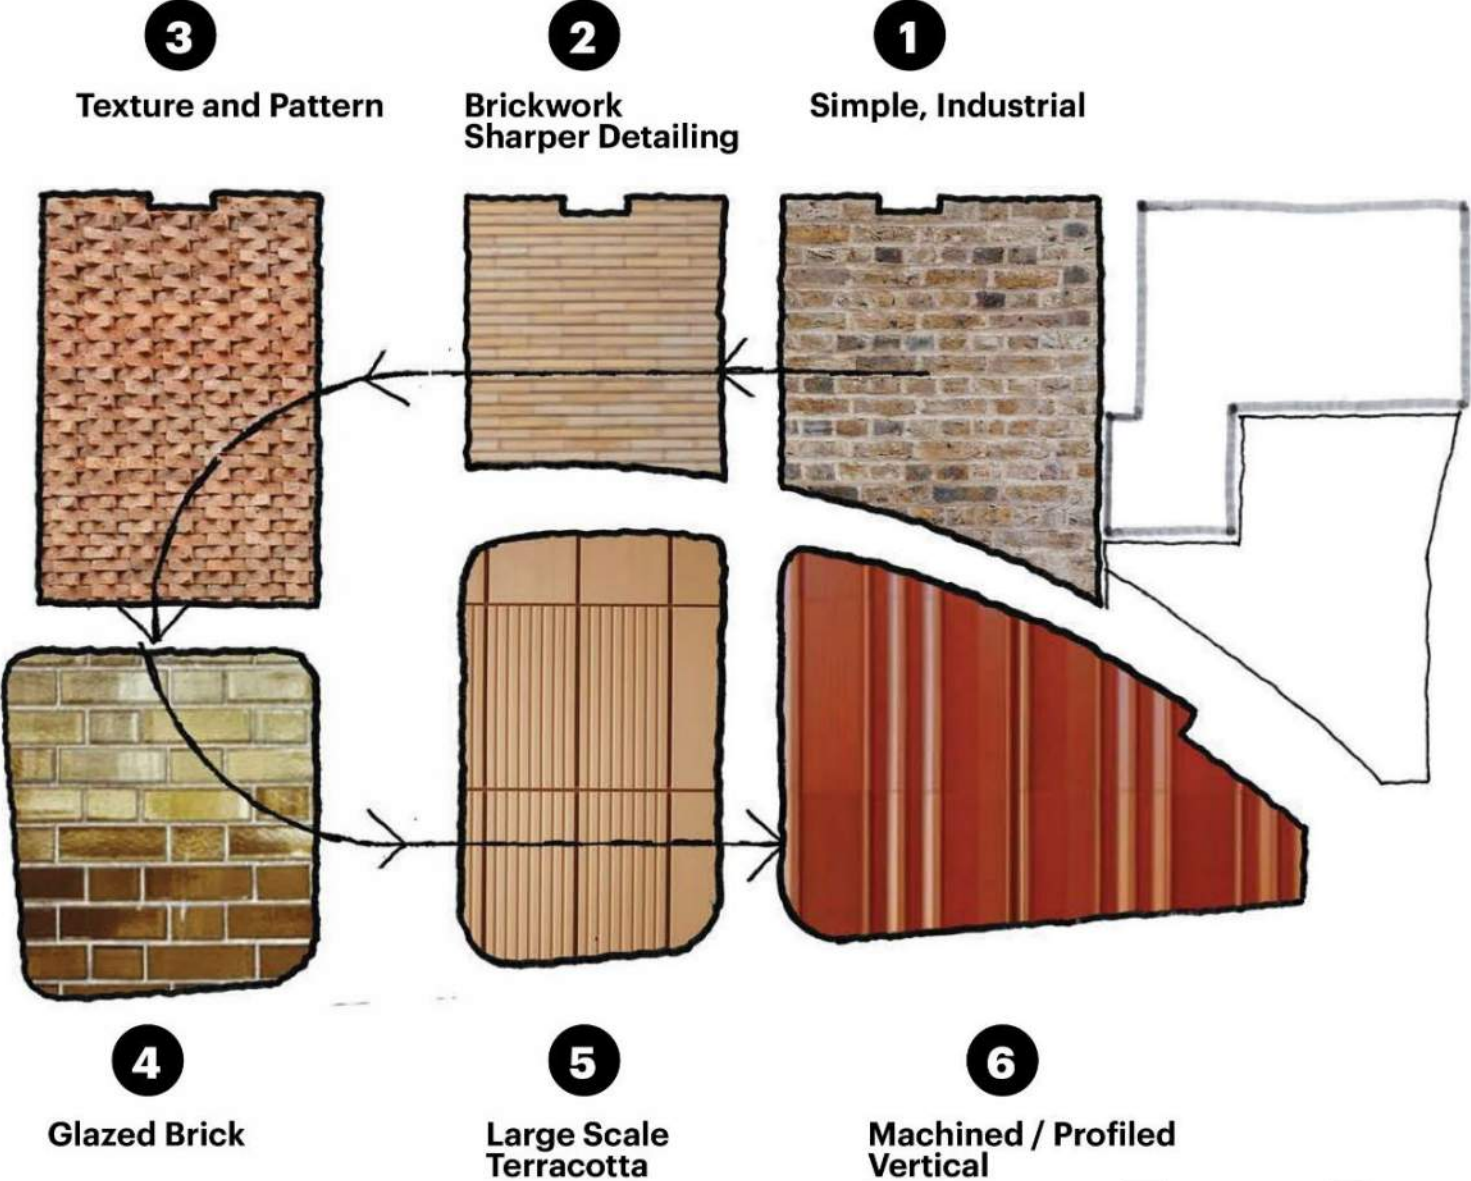 3
Texture and Pattern
2
Brickwork
Sharper Detailing
1
Simple, Industrial
4
Glazed Brick
5
Large Scale
Terracotta
6
Machined / Profiled
Vertical